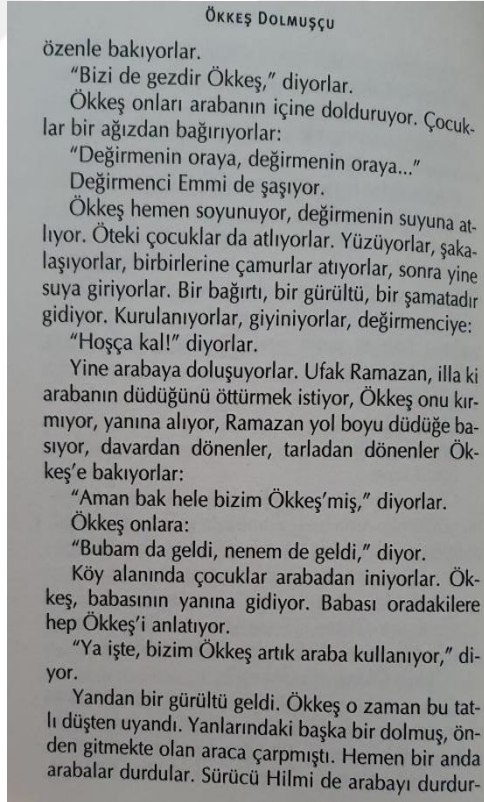 ÖKKEŞ DOLMUŞÇU
özenle bakıyorlar.
“Bizi de gezdir Ökkeş,” diyorlar.
Ökkeş onları arabanın içine dolduruyor. Çocuk-
lar bir ağızdan bağırıyorlar:
“Değirmenin oraya, değirmenin oraya...”
Değirmenci Emmi de şaşıyor.
Ökkeş hemen soyunuyor, değirmenin suyuna at-
lıyor. Öteki çocuklar da atlıyorlar. Yüzüyorlar, şaka-
laşıyorlar, birbirlerine çamurlar atıyorlar, sonra yine
suya giriyorlar. Bir bağırtı, bir gürültü, bir şamatadır
gidiyor. Kurulanıyorlar, giyiniyorlar, değirmenciye:
“Hoşça kal!” diyorlar.
Yine arabaya doluşuyorlar. Ufak Ramazan, illa ki
arabanın düdüğünü öttürmek istiyor, Ökkeş onu kır-
mıyor, yanına alıyor, Ramazan yol boyu düdüğe ba-
sıyor, davardan dönenler, tarladan dönenler Ök-
keş’e bakıyorlar:
“Aman bak hele bizim Ökkeş’miş,” diyorlar.
Ökkeş onlara:
“Bubam da geldi, nenem de geldi,” diyor.
Köy alanında çocuklar arabadan iniyorlar. Ök-
keş, babasının yanına gidiyor. Babası oradakilere
hep Ökkeş’i anlatıyor.
“Ya işte, bizim Ökkeş artık araba kullanıyor,” di-
yor.
Yandan bir gürültü geldi. Ökkeş o zaman bu tat-
lı düşten uyandı. Yanlarındaki başka bir dolmuş, ön-
den gitmekte olan araca çarpmıştı. Hemen bir anda
arabalar durdular. Sürücü Hilmi de arabayı durdur-